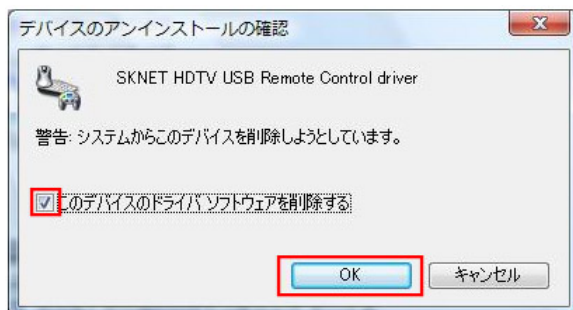 デバイスのアンインストールの確認
SKNET HDTV USB Remote Control driver
警告: システムからこのデバイスを削除しようとしています。
このデバイスのドライバ ソフトウェアを削除する
OK キャンセル